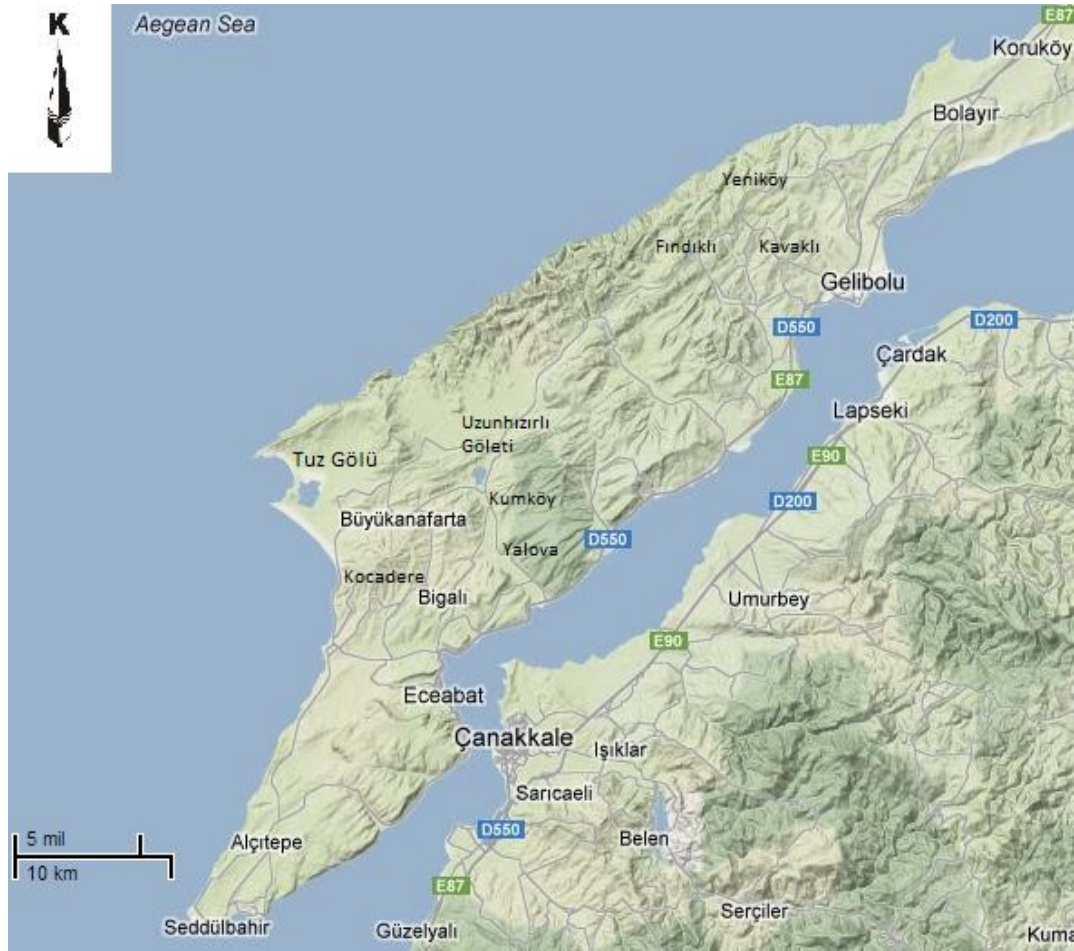 K
Aegean Sea
E87
Koruköy
Bolayır
Yeniköy
Fındıklı
Kavaklı
Gelibolu
D550
D200
Çardak
E87
Lapseki
Uzunhızırlı
Göleti
E90
Tuz Gölü
D200
Kumköy
Büyükanafarta
D550
Yalova
Kocadere
Bigalı
Umurbey
E90
Eceabat
Çanakkale
Işıklar
Sarıcaeli
D550
Belen
5 mil
10 km
Alçıtepe
E87
Serçiler
Seddülbahir
Güzelyalı
Kuma